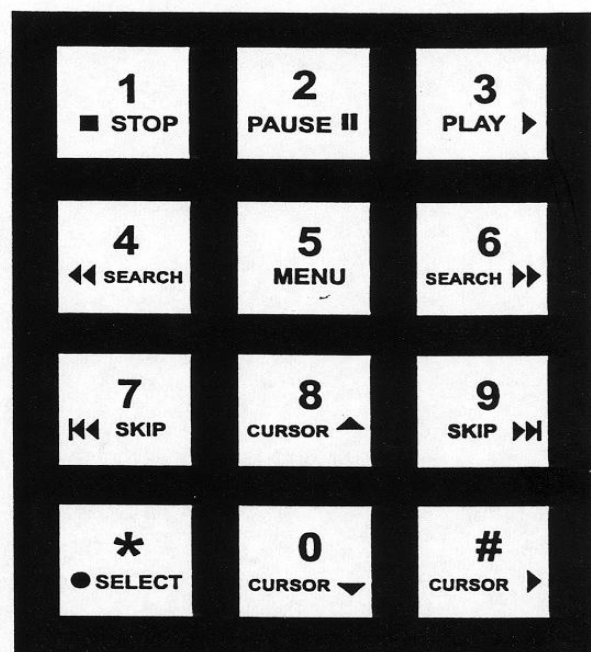 1
■ STOP
2
PAUSE ⏸
3
PLAY ▶
4
◀◀ SEARCH
5
MENU
6
SEARCH ▶▶
7
|◀◀ SKIP
8
CURSOR ▲
9
SKIP ▶▶|
*
● SELECT
0
CURSOR ▼
#
CURSOR ▶